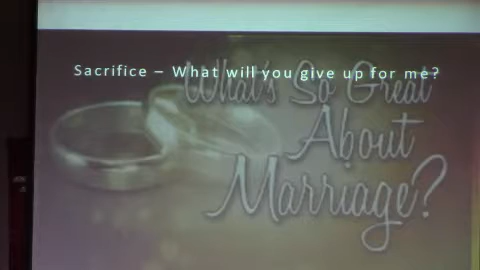 Sacrifice – What will you give up for me?
What's So Great
About
Marriage?